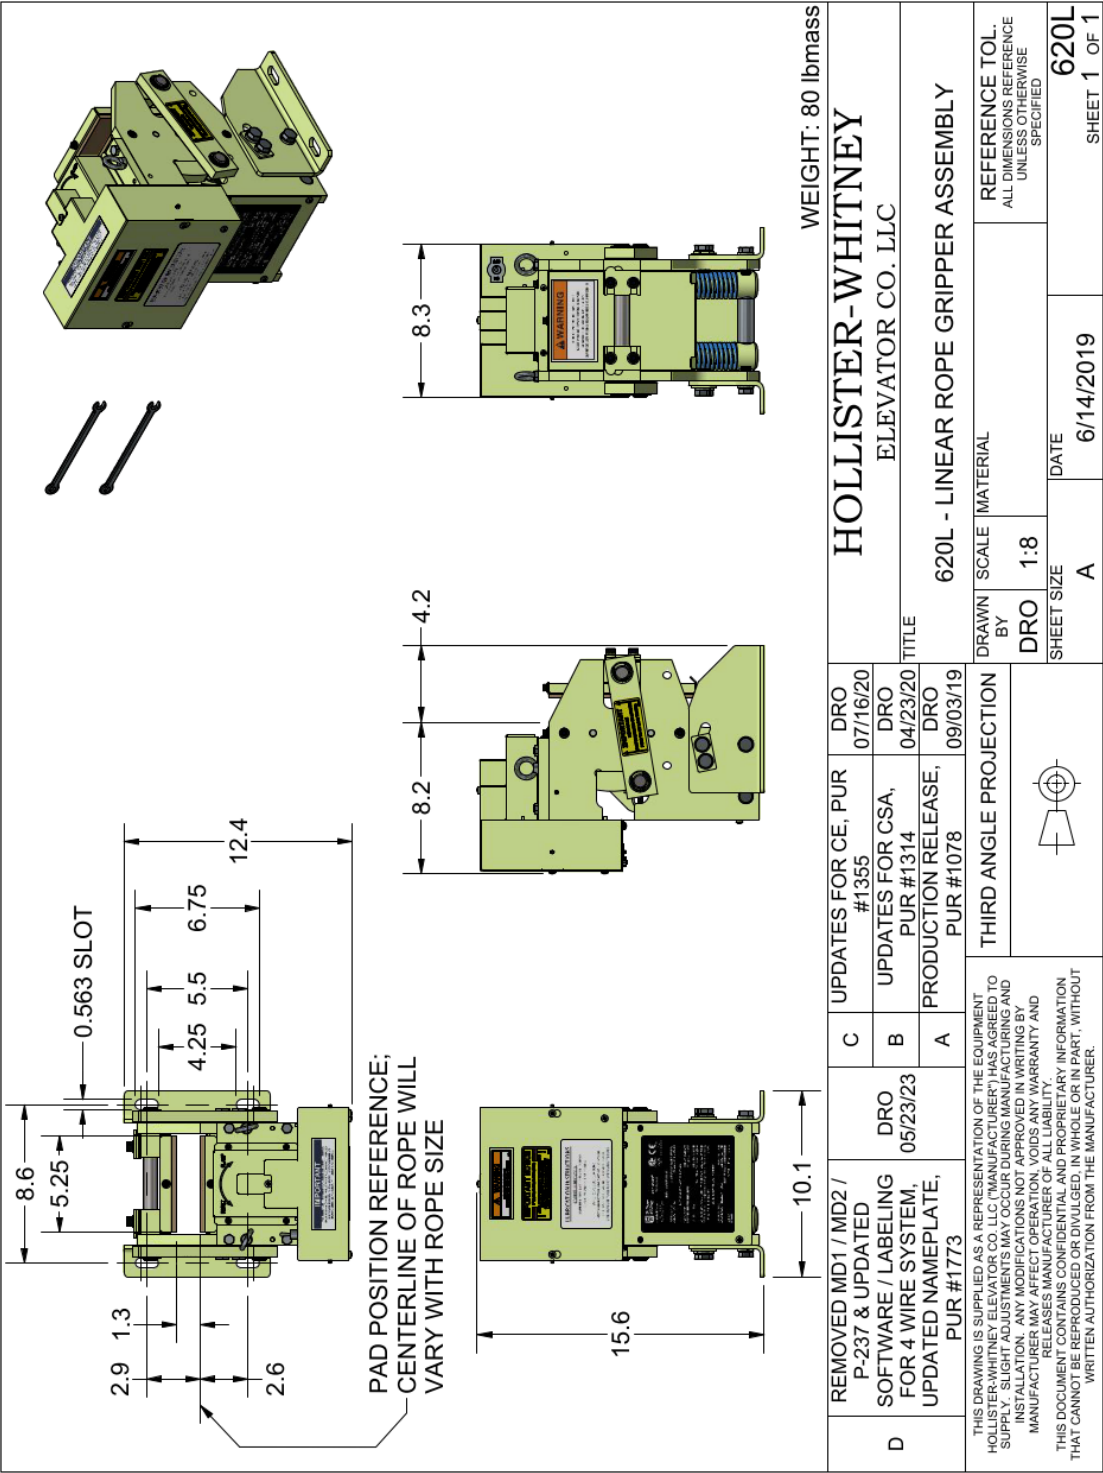 0.563 SLOT
8.6
5.25
4.25
5.5
6.75
12.4
1.3
2.9
2.6
PAD POSITION REFERENCE;
CENTERLINE OF ROPE WILL
VARY WITH ROPE SIZE
IMPORTANT
8.2
4.2
8.3
WARNING
15.6
10.1
WEIGHT: 80 lbmass
D
REMOVED MD1 / MD2 /
P-237 & UPDATED
SOFTWARE / LABELING
FOR 4 WIRE SYSTEM,
UPDATED NAMEPLATE,
PUR #1773
DRO
05/23/23
C
UPDATES FOR CE, PUR
#1355
DRO
07/16/20
B
UPDATES FOR CSA,
PUR #1314
DRO
04/23/20
A
PRODUCTION RELEASE,
PUR #1078
DRO
09/03/19
HOLLISTER-WHITNEY
ELEVATOR CO. LLC
TITLE
620L - LINEAR ROPE GRIPPER ASSEMBLY
THIS DRAWING IS SUPPLIED AS A REPRESENTATION OF THE EQUIPMENT
HOLLISTER-WHITNEY ELEVATOR CO. LLC ("MANUFACTURER") HAS AGREED TO
SUPPLY. SLIGHT ADJUSTMENTS MAY OCCUR DURING MANUFACTURING AND
INSTALLATION. ANY MODIFICATIONS NOT APPROVED IN WRITING BY
MANUFACTURER MAY AFFECT OPERATION, VOIDS ANY WARRANTY AND
RELEASES MANUFACTURER OF ALL LIABILITY.
THIS DOCUMENT CONTAINS CONFIDENTIAL AND PROPRIETARY INFORMATION
THAT CANNOT BE REPRODUCED OR DIVULGED, IN WHOLE OR IN PART, WITHOUT
WRITTEN AUTHORIZATION FROM THE MANUFACTURER.
THIRD ANGLE PROJECTION
DRAWN
BY
DRO
SCALE
1:8
MATERIAL
REFERENCE TOL.
ALL DIMENSIONS REFERENCE
UNLESS OTHERWISE
SPECIFIED
SHEET SIZE
A
DATE
6/14/2019
620L
SHEET 1 OF 1